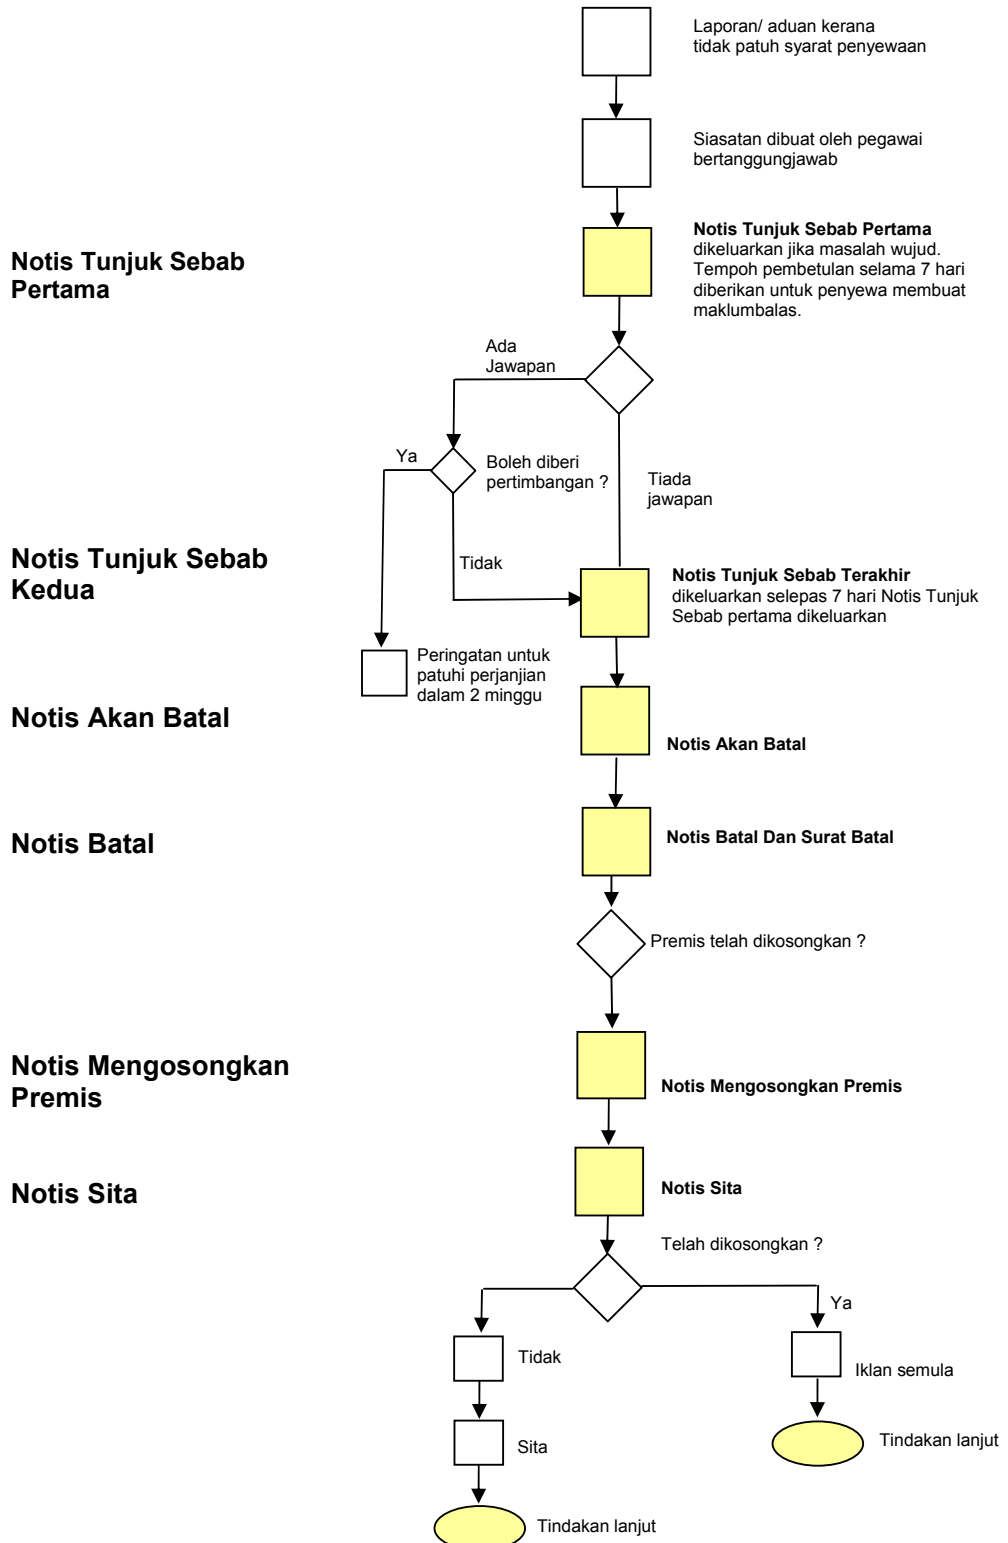 Laporan/ aduan kerana
tidak patuh syarat penyewaan
Siasatan dibuat oleh pegawai
bertanggungjawab
Notis Tunjuk Sebab
Pertama
Notis Tunjuk Sebab Pertama
dikeluarkan jika masalah wujud.
Tempoh pembetulan selama 7 hari
diberikan untuk penyewa membuat
maklumbalas.
Ada
Jawapan
Ya
Boleh diberi
pertimbangan ?
Tiada
jawapan
Notis Tunjuk Sebab
Kedua
Tidak
Notis Tunjuk Sebab Terakhir
dikeluarkan selepas 7 hari Notis Tunjuk
Sebab pertama dikeluarkan
Peringatan untuk
patuhi perjanjian
dalam 2 minggu
Notis Akan Batal
Notis Akan Batal
Notis Batal
Notis Batal Dan Surat Batal
Premis telah dikosongkan ?
Notis Mengosongkan
Premis
Notis Mengosongkan Premis
Notis Sita
Notis Sita
Telah dikosongkan ?
Ya
Tidak
Iklan semula
Sita
Tindakan lanjut
Tindakan lanjut